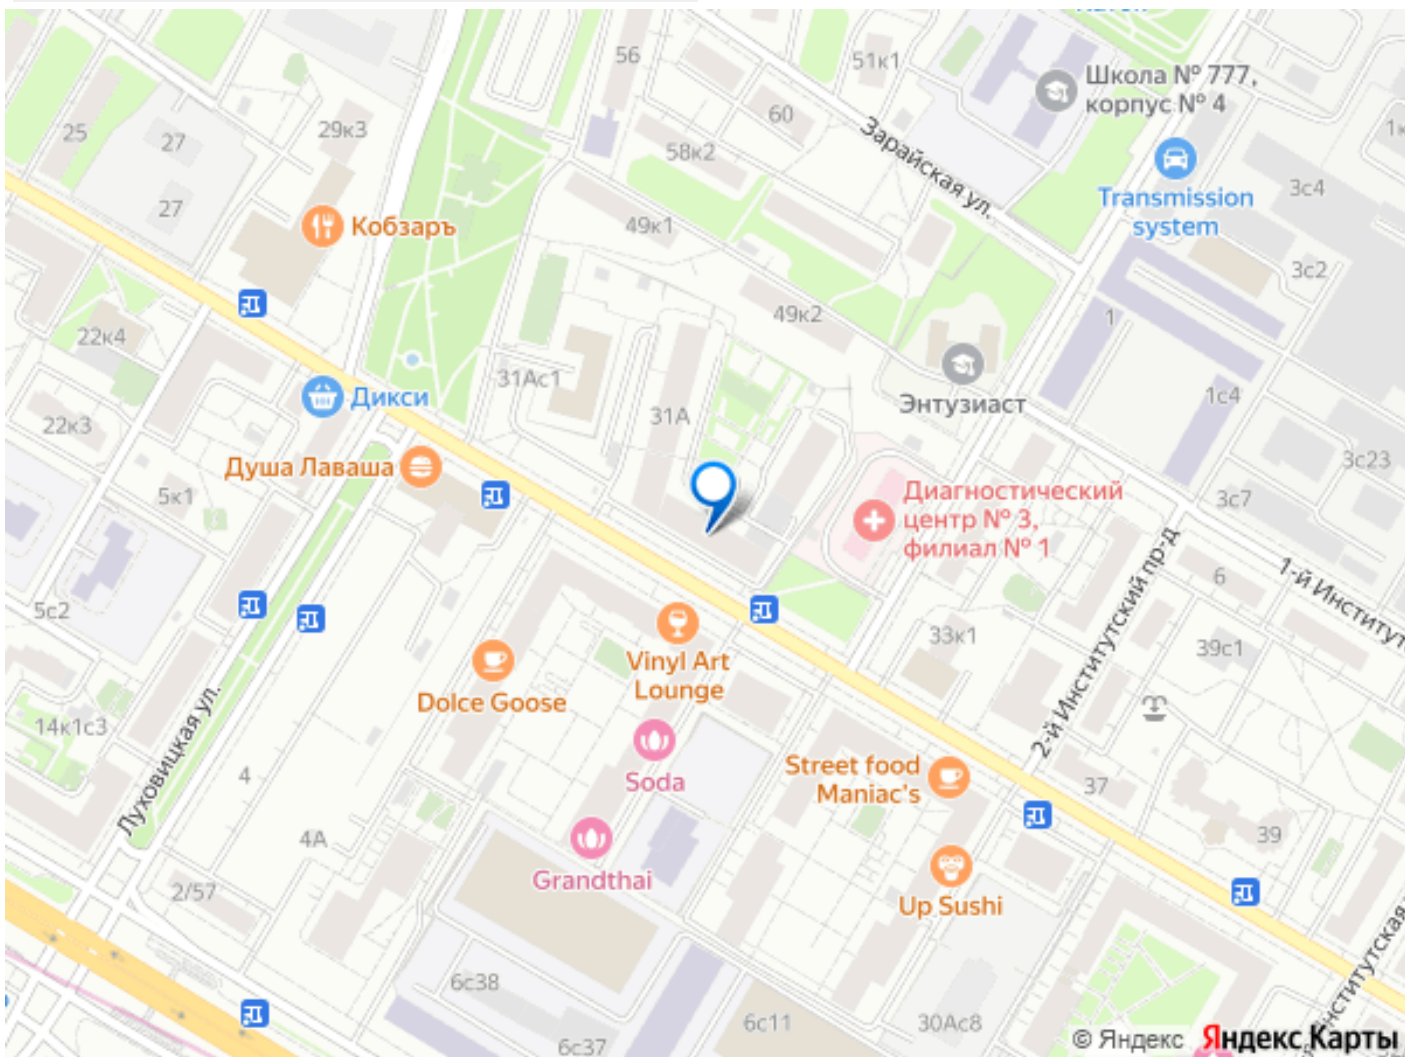 56
51к1
Школа № 777,
корпус № 4
25
27
29к3
60
58к2
Зарайская ул.
Transmission
system
3с4
27
Кобзаръ
49к1
3с2
49к2
1
22к4
31Ас1
Энтузиаст
1с4
Дикси
31А
22к3
Душа Лаваша
3с23
5к1
Диагностический
центр № 3,
филиал № 1
3с7
2-й Институтский пр-д
6
1-й Институт
5с2
33к1
39с1
Vinyl Art
Lounge
Dolce Goose
Луховицкая ул.
14к1с3
4
Soda
Street food
Maniac's
37
39
4А
Grandthai
2/57
Up Sushi
6с38
6с11
30Ас8
6с37
© Яндекс Яндекс Карты